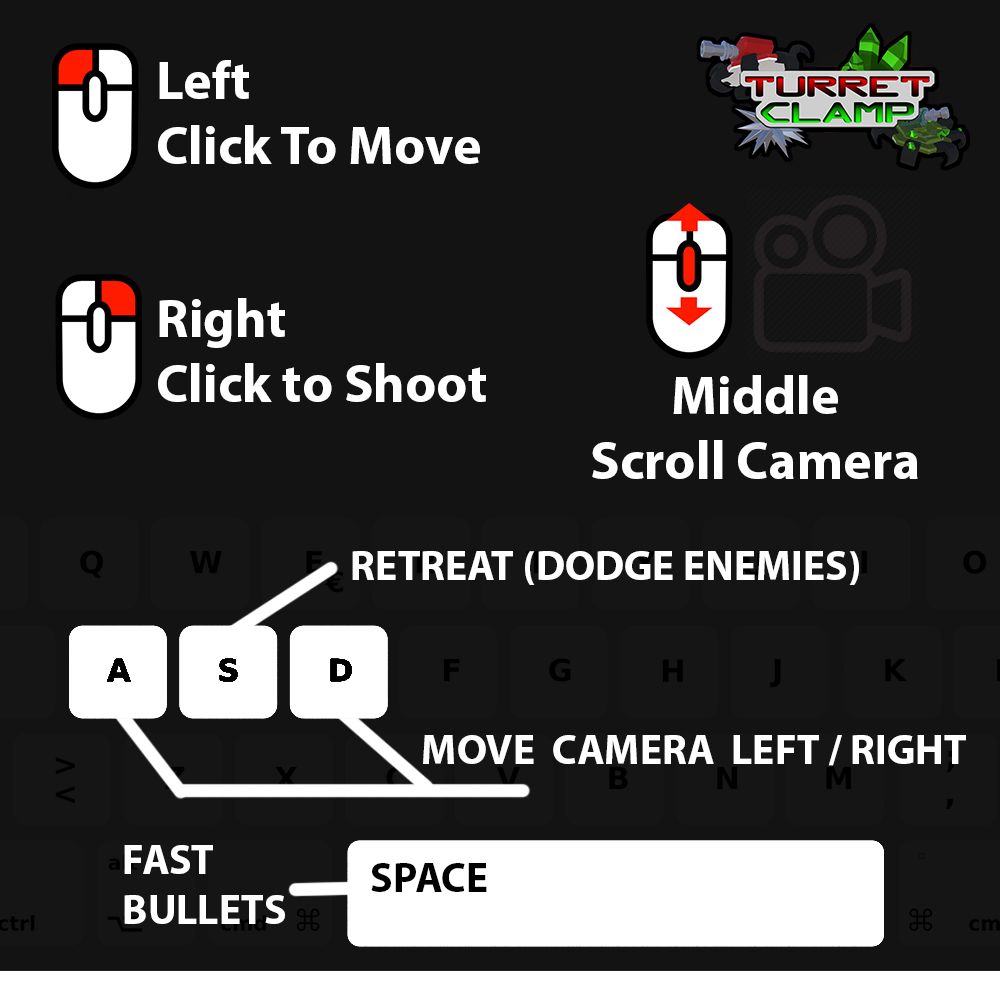 Left
Click To Move
TURRET
CLAMP
Right
Click to Shoot
Middle
Scroll Camera
Q W E O
€
RETREAT (DODGE ENEMIES)
A S D F G H J K
MOVE CAMERA LEFT / RIGHT
> X V B N M ;
< ,
FAST
BULLETS
SPACE
ctrl cmd ⌘ ⌘ cm